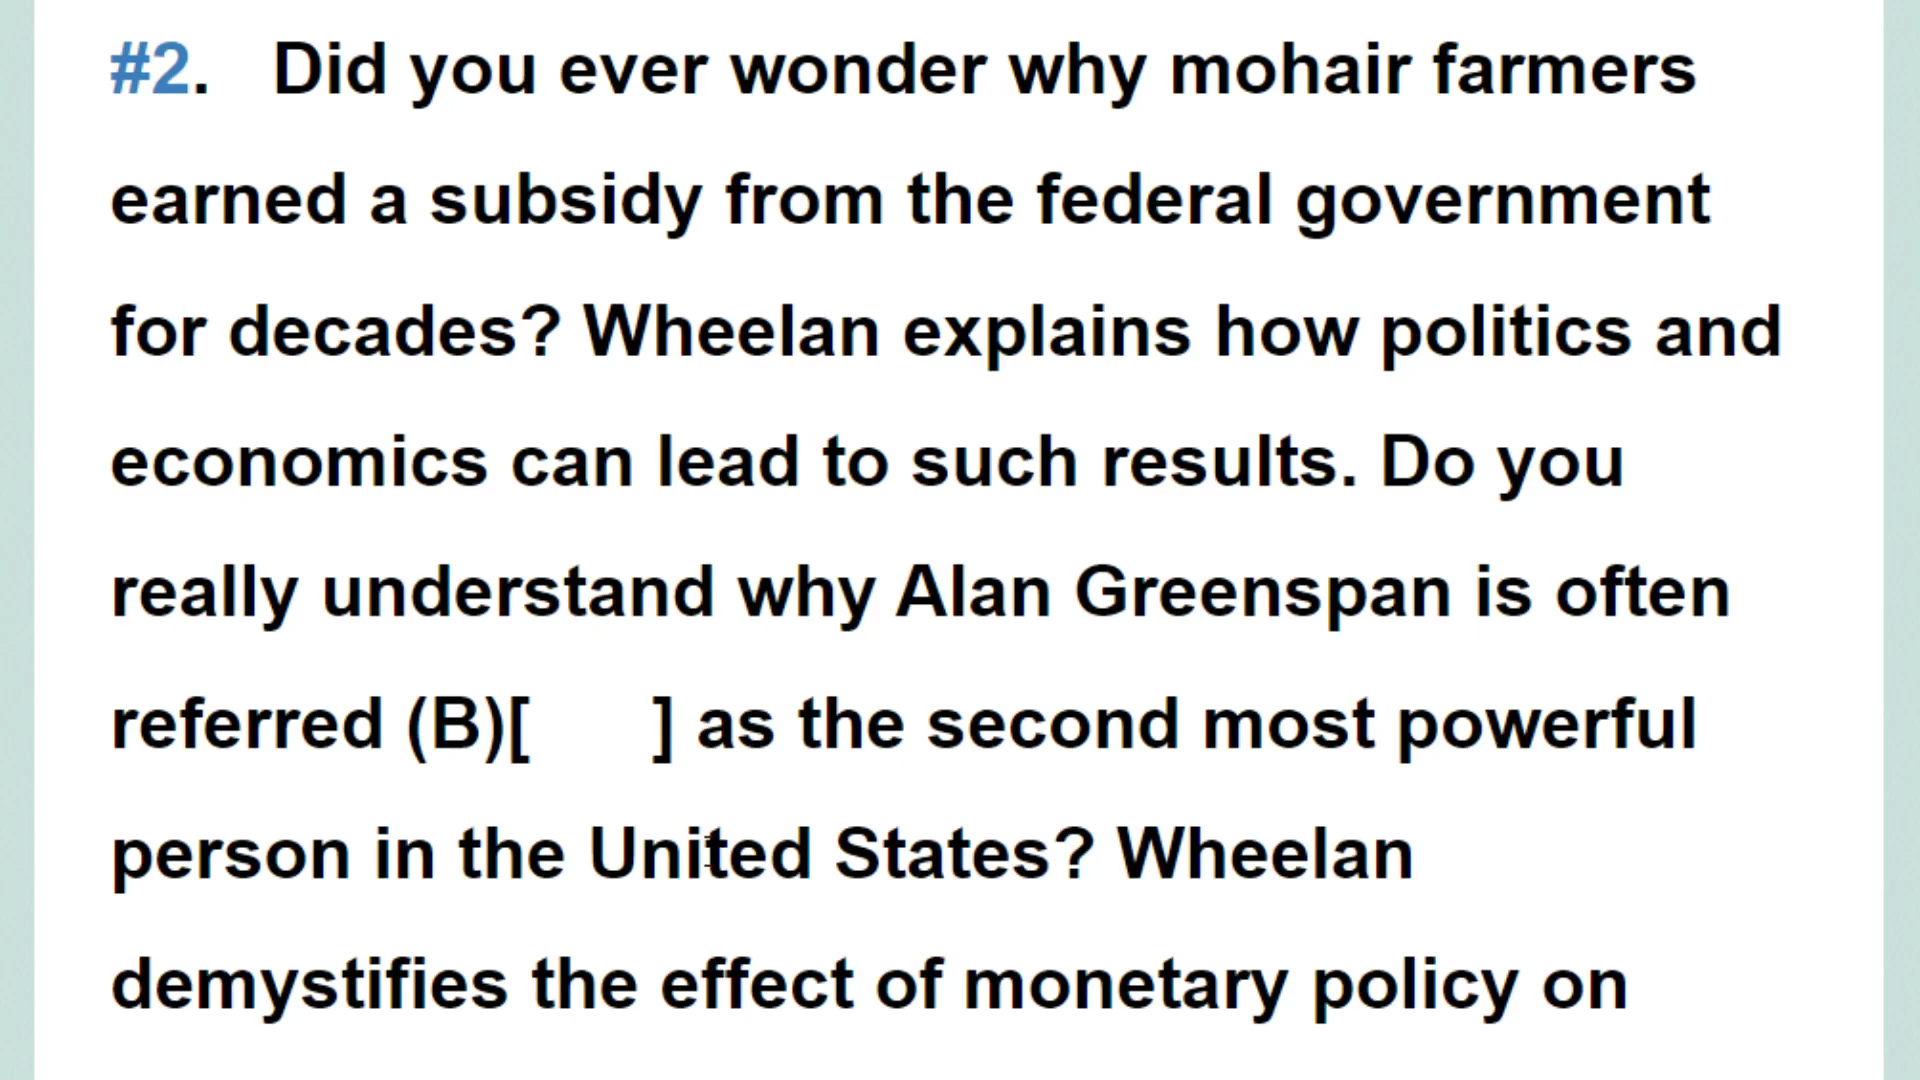 #2. Did you ever wonder why mohair farmers
earned a subsidy from the federal government
for decades? Wheelan explains how politics and
economics can lead to such results. Do you
really understand why Alan Greenspan is often
referred (B)[ ] as the second most powerful
person in the United States? Wheelan
demystifies the effect of monetary policy on